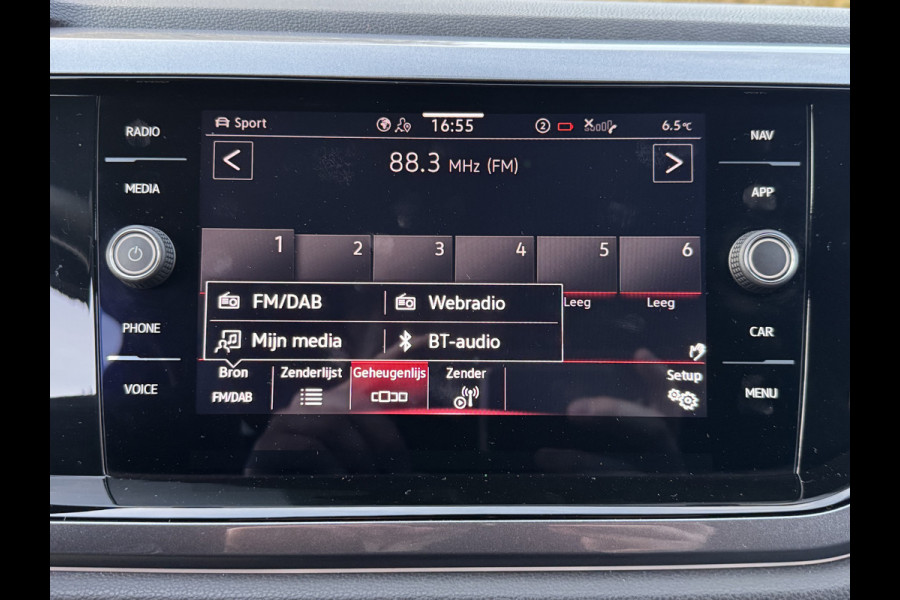 RADIO
MEDIA
PHONE
VOICE
Sport 16:55 2 6.5°C
88.3 MHz (FM)
1 2 3 4 5 6
Leeg Leeg
FM/DAB Webradio
Mijn media BT-audio
Bron Zenderlijst Geheugenlijs Zender Setup
FM/DAB
NAV
APP
CAR
MENU